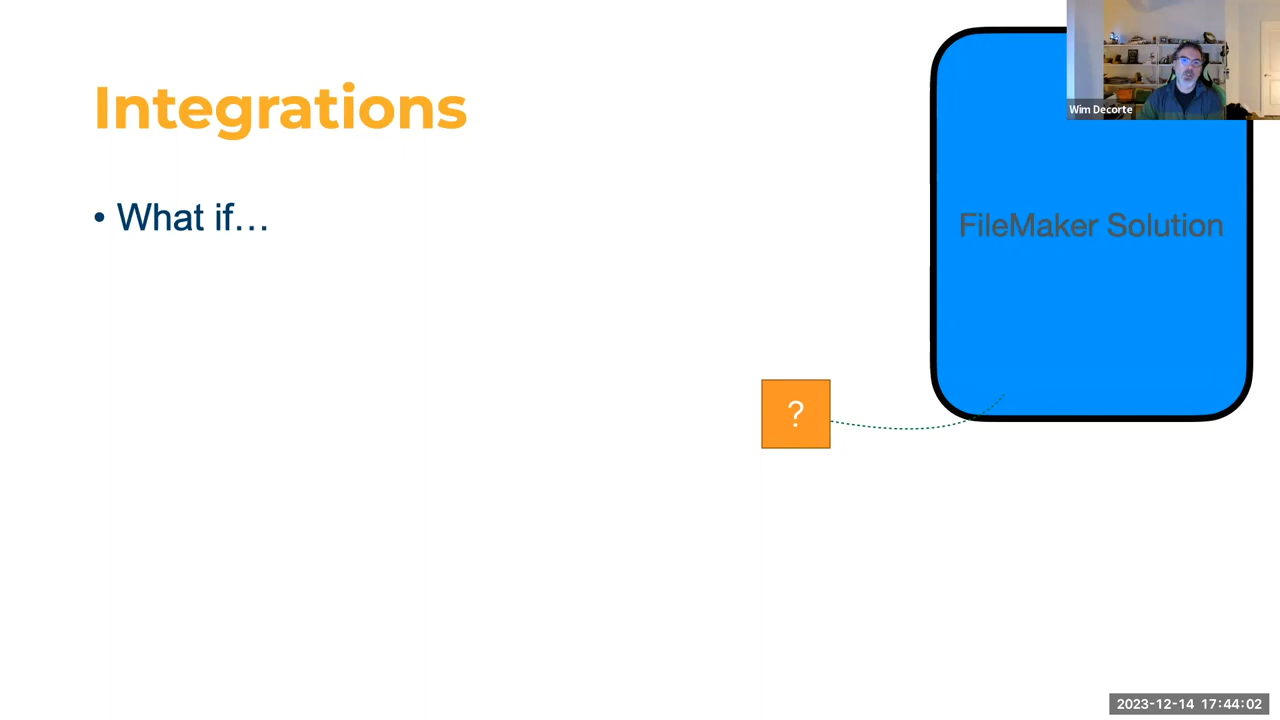 Integrations
• What if…
FileMaker Solution
?
Wim Decorte
2023-12-14 17:44:02